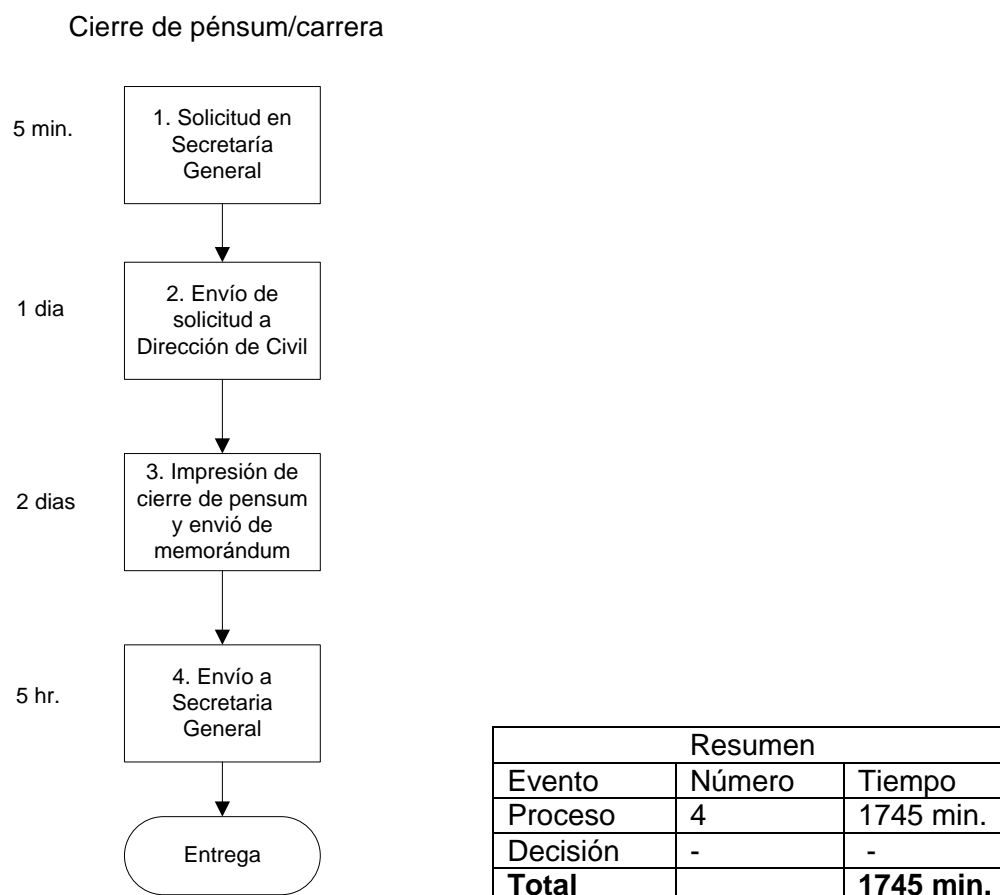 Cierre de pénsum/carrera
5 min.
1. Solicitud en
Secretaría
General
1 dia
2. Envío de
solicitud a
Dirección de Civil
2 dias
3. Impresión de
cierre de pensum
y envió de
memorándum
5 hr.
4. Envío a
Secretaria
General
Entrega
Resumen
Evento Número Tiempo
Proceso 4 1745 min.
Decisión - -
Total 1745 min.